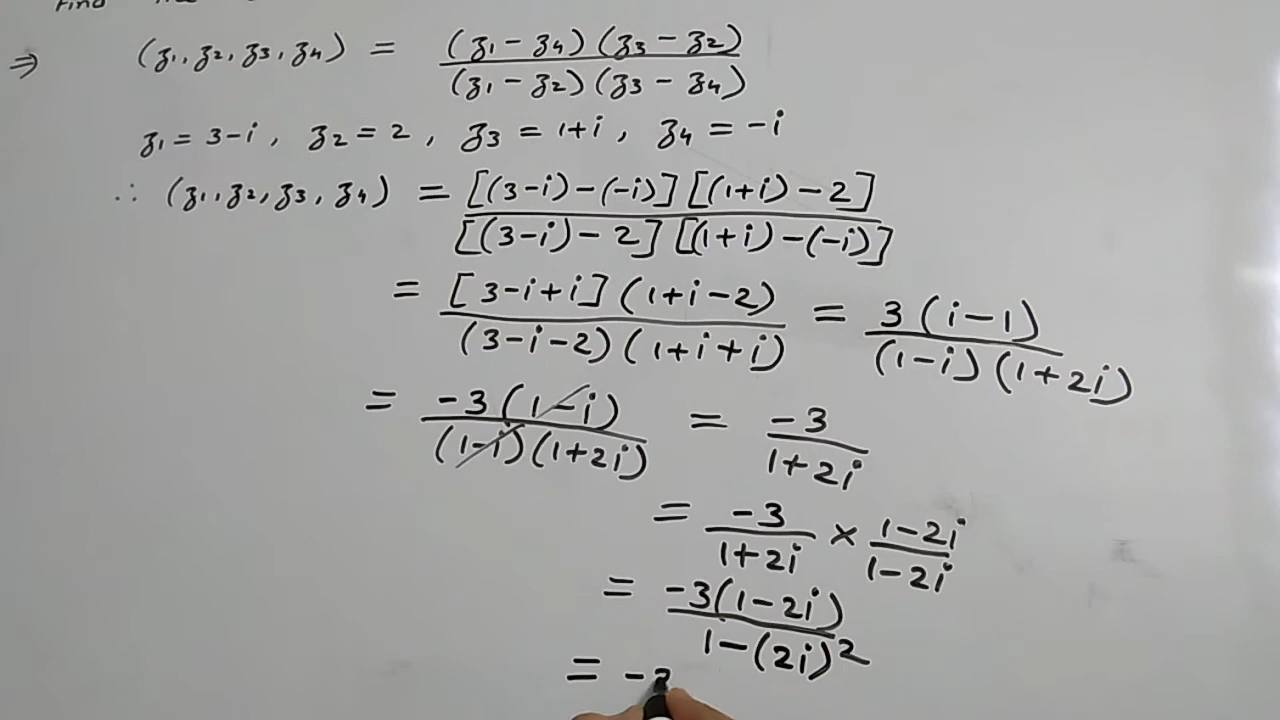 Find
⇒ (z1, z2, z3, z4) = (z1 - z4)(z3 - z2) / (z1 - z2)(z3 - z4)
z1 = 3-i, z2 = 2, z3 = 1+i, z4 = -i
∴ (z1, z2, z3, z4) = [(3-i)-(-i)][(1+i)-2] / [(3-i)-2][(1+i)-(-i)]
= [3-i+i](1+i-2) / (3-i-2)(1+i+i) = 3(i-1) / (1-i)(1+2i)
= -3(1-i) / (1-i)(1+2i) = -3 / 1+2i
= -3 / 1+2i × 1-2i / 1-2i
= -3(1-2i) / 1-(2i)²
= -